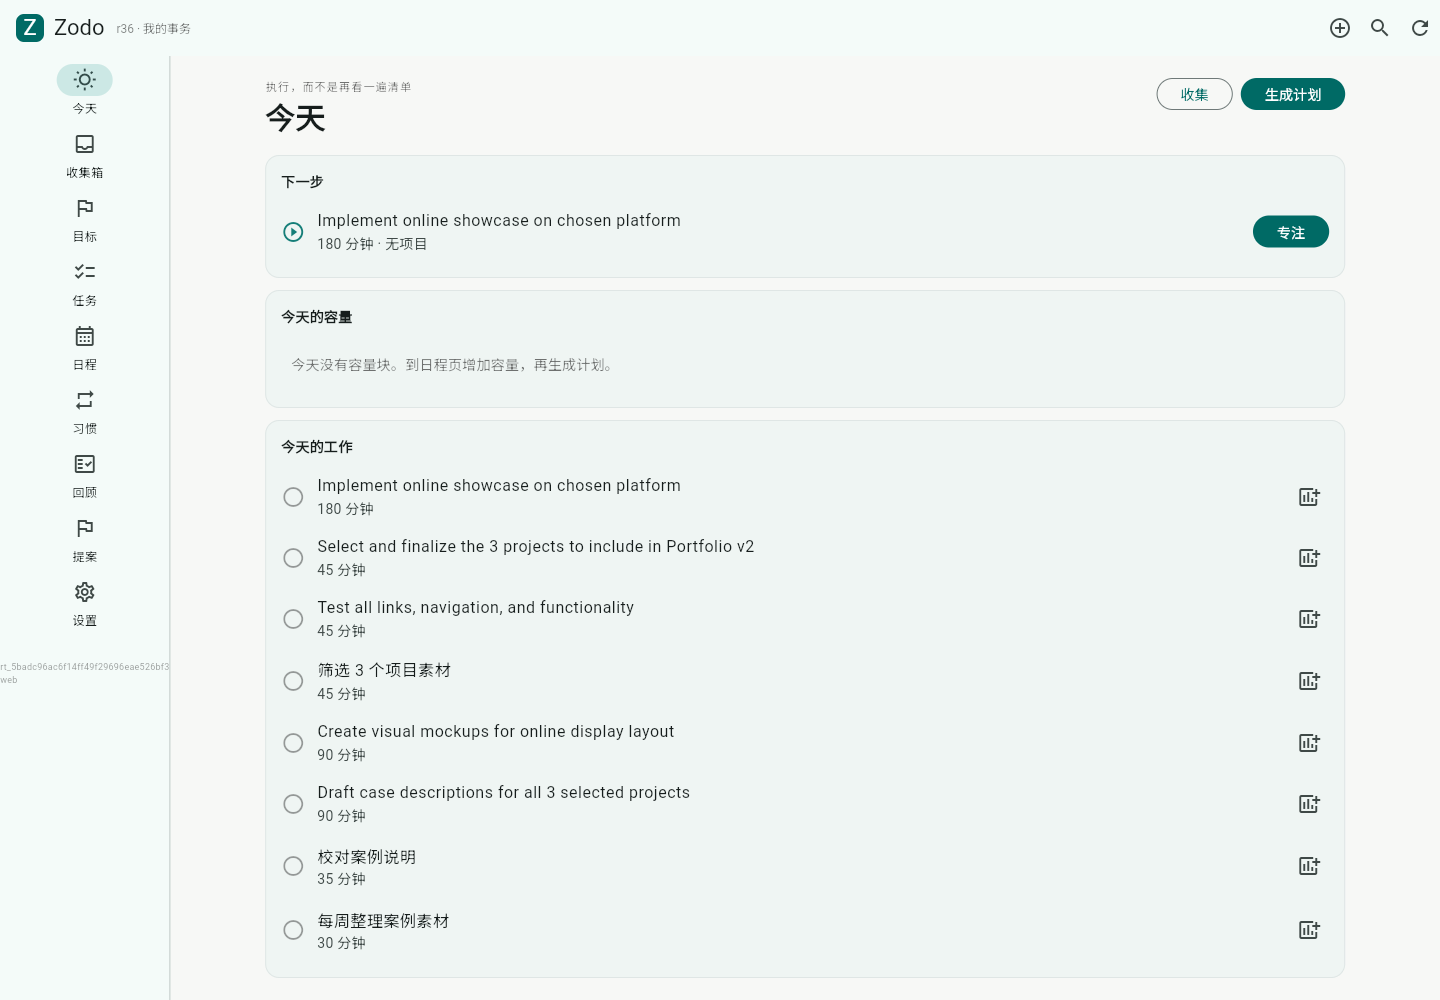 Z Zodo r36 · 我的事务
今天
收集箱
目标
任务
日程
习惯
回顾
提案
设置
rt_5badc96ac6f14ff49f29696eae526bf3
web
执行，而不是再看一遍清单
今天
收集 生成计划
下一步
Implement online showcase on chosen platform
180 分钟 · 无项目
专注
今天的容量
今天没有容量块。到日程页增加容量，再生成计划。
今天的工作
Implement online showcase on chosen platform
180 分钟
Select and finalize the 3 projects to include in Portfolio v2
45 分钟
Test all links, navigation, and functionality
45 分钟
筛选 3 个项目素材
45 分钟
Create visual mockups for online display layout
90 分钟
Draft case descriptions for all 3 selected projects
90 分钟
校对案例说明
35 分钟
每周整理案例素材
30 分钟